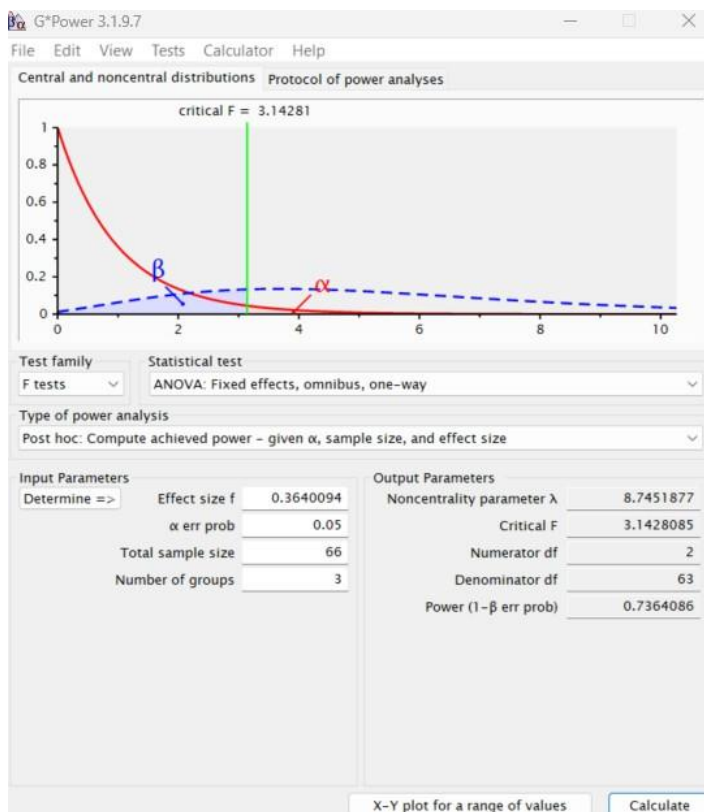 βα G*Power 3.1.9.7
File Edit View Tests Calculator Help
Central and noncentral distributions Protocol of power analyses
critical F = 3.14281
1
0.8
0.6
0.4
0.2
0
β
α
0 2 4 6 8 10
Test family Statistical test
F tests ANOVA: Fixed effects, omnibus, one-way
Type of power analysis
Post hoc: Compute achieved power – given α, sample size, and effect size
Input Parameters
Determine => Effect size f 0.3640094
α err prob 0.05
Total sample size 66
Number of groups 3
Output Parameters
Noncentrality parameter λ 8.7451877
Critical F 3.1428085
Numerator df 2
Denominator df 63
Power (1-β err prob) 0.7364086
X-Y plot for a range of values Calculate